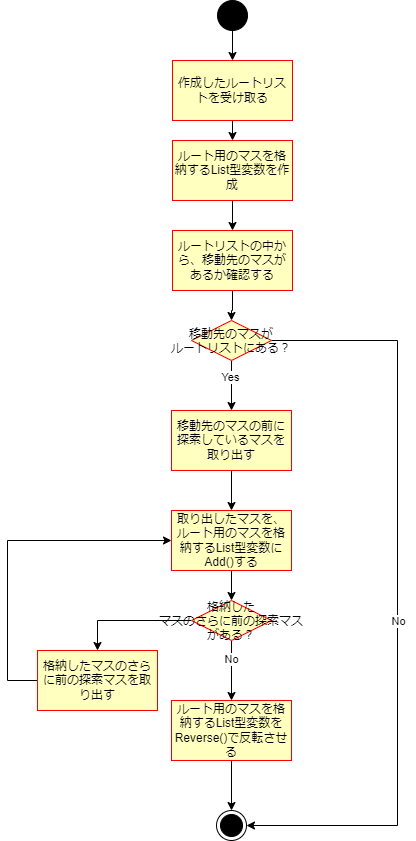 作成したルートリス
トを受け取る
ルート用のマスを格
納するList型変数を作
成
ルートリストの中か
ら、移動先のマスが
あるか確認する
移動先のマスが
ルートリストにある？
Yes
移動先のマスの前に
探索しているマスを
取り出す
取り出したマスを、
ルート用のマスを格
納するList型変数に
Add()する
格納した
マスのさらに前の探索マス
がある？
No
No
格納したマスのさら
に前の探索マスを取
り出す
ルート用のマスを格
納するList型変数を
Reverse()で反転させ
る